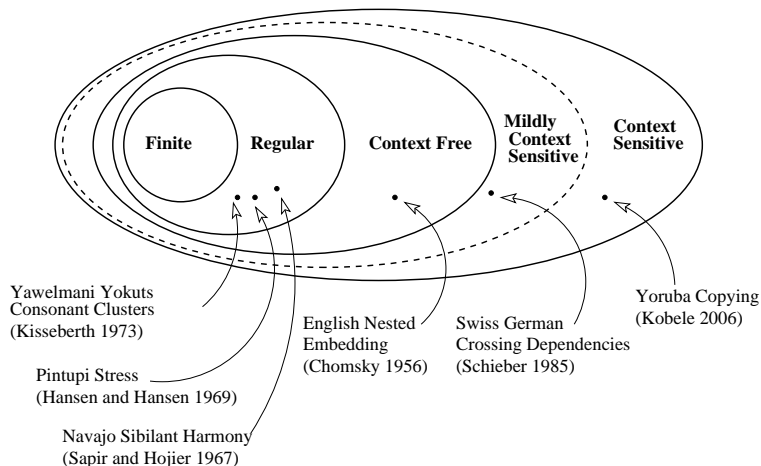 Finite
Regular
Context Free
Mildly
Context
Sensitive
Context
Sensitive
Yawelmani Yokuts
Consonant Clusters
(Kisseberth 1973)
Pintupi Stress
(Hansen and Hansen 1969)
Navajo Sibilant Harmony
(Sapir and Hojier 1967)
English Nested
Embedding
(Chomsky 1956)
Swiss German
Crossing Dependencies
(Schieber 1985)
Yoruba Copying
(Kobele 2006)